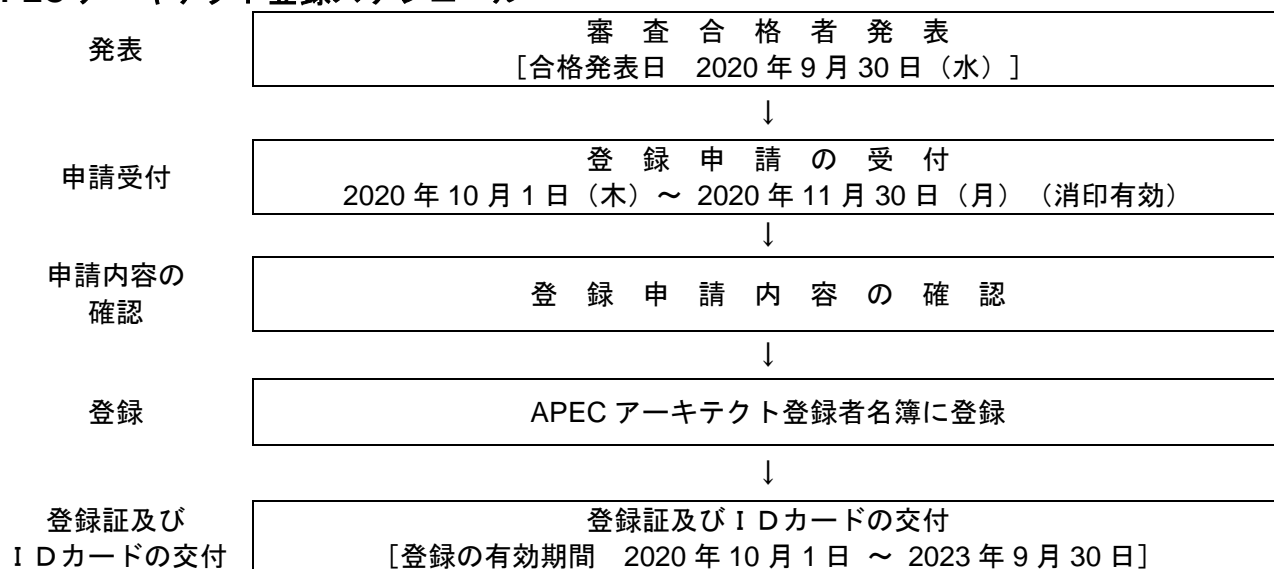 発表
審査合格者発表
［合格発表日　2020 年 9 月 30 日（水）］
↓
申請受付
登録申請の受付
2020 年 10 月 1 日（木）～ 2020 年 11 月 30 日（月）（消印有効）
↓
申請内容の
確認
登録申請内容の確認
↓
登録
APEC アーキテクト登録者名簿に登録
↓
登録証及び
ＩＤカードの交付
登録証及びＩＤカードの交付
［登録の有効期間　2020 年 10 月 1 日 ～ 2023 年 9 月 30 日］